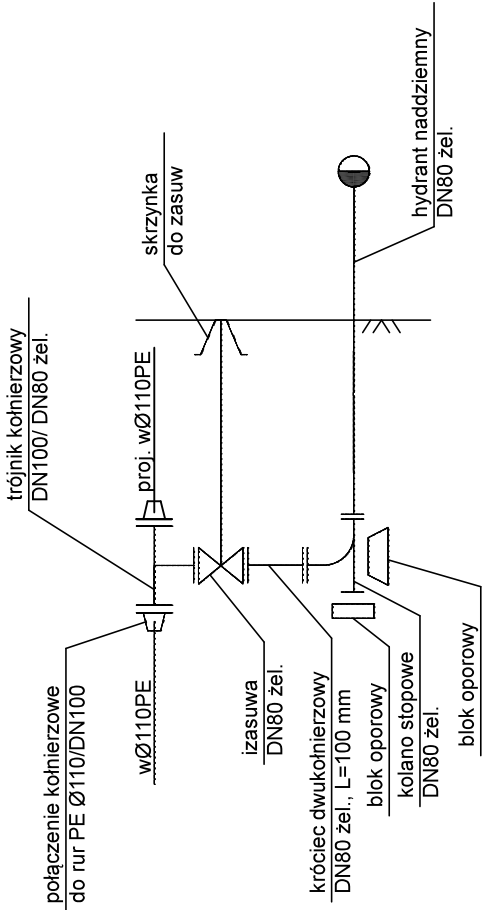 połączenie kołnierzowe
do rur PE Ø110/DN100
trójnik kołnierzowy
DN100/ DN80 żel.
wØ110PE
proj. wØ110PE
skrzynka
do zasuw
izasuwa
DN80 żel.
króciec dwukołnierzowy
DN80 żel., L=100 mm
blok oporowy
kolano stopowe
DN80 żel.
blok oporowy
hydrant naddziemny
DN80 żel.